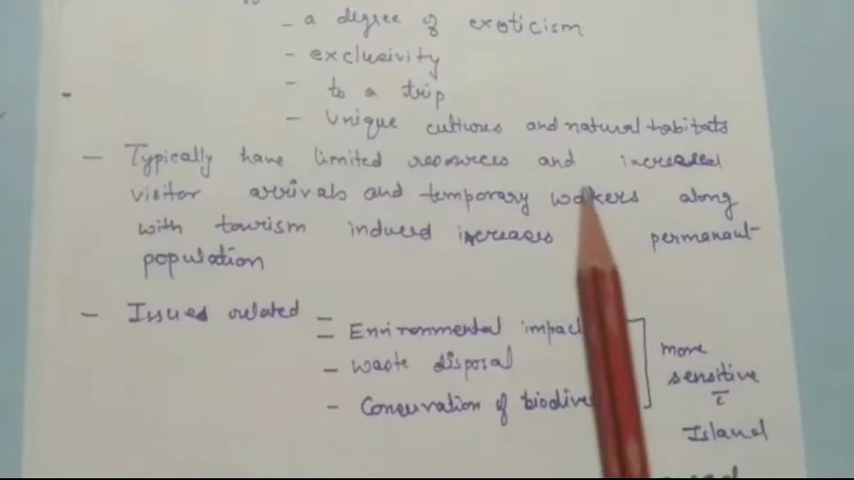 - a degree of exoticism
- exclusivity
- to a trip
- Unique cultures and natural habitats
- Typically have limited resources and increased
visitor arrivals and temporary workers along
with tourism induced increases permanaut
population
- Issues related - Environmental impact
- waste disposal
- Conservation of
more
sensitive
Island